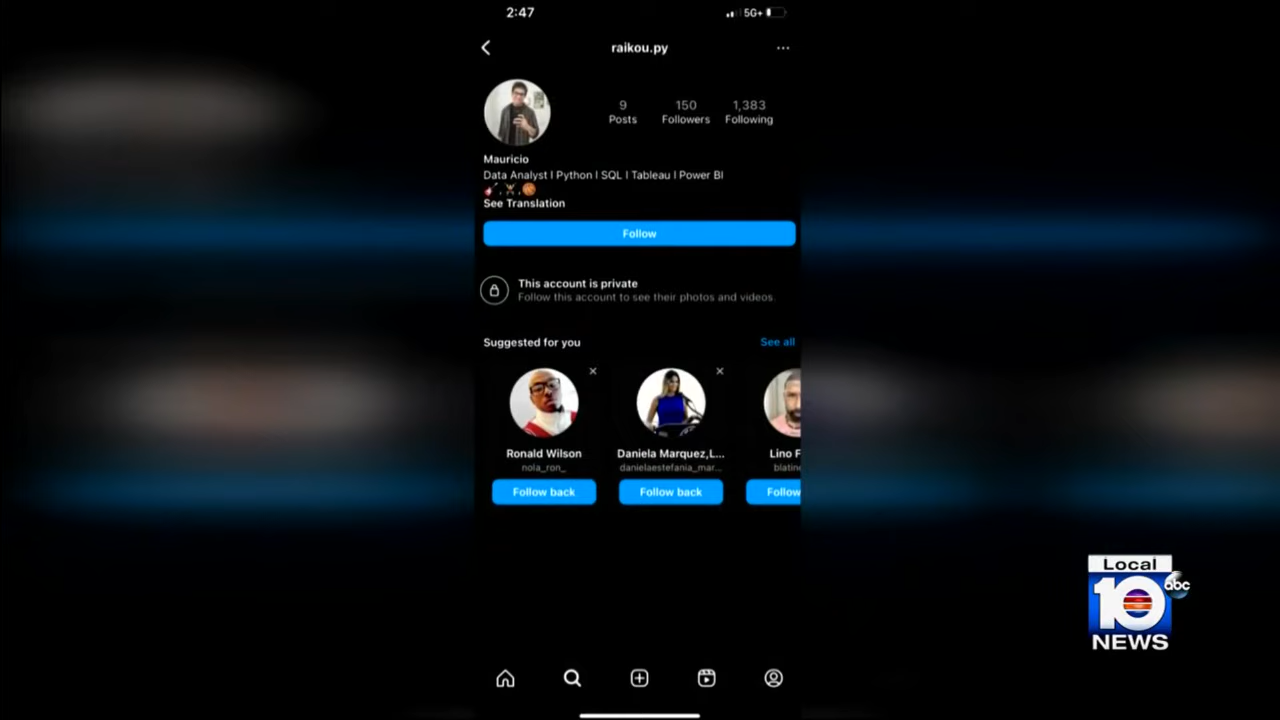 2:47
5G+
raikou.py
9
150
1,383
Posts
Followers
Following
Mauricio
Data Analyst | Python | SQL | Tableau | Power BI
See Translation
Follow
This account is private
Follow this account to see their photos and videos.
Suggested for you
See all
Ronald Wilson
Daniela Marquez,L...
Lino F
nola_ron_
danielaestefania_mar...
blatine
Follow back
Follow back
Follow
Local
10
abc
NEWS